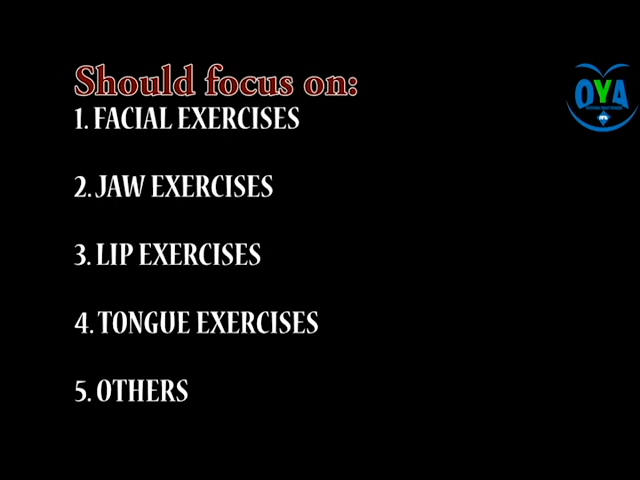 Should focus on:
1. FACIAL EXERCISES
OYA
2. JAW EXERCISES
3. LIP EXERCISES
4. TONGUE EXERCISES
5. OTHERS